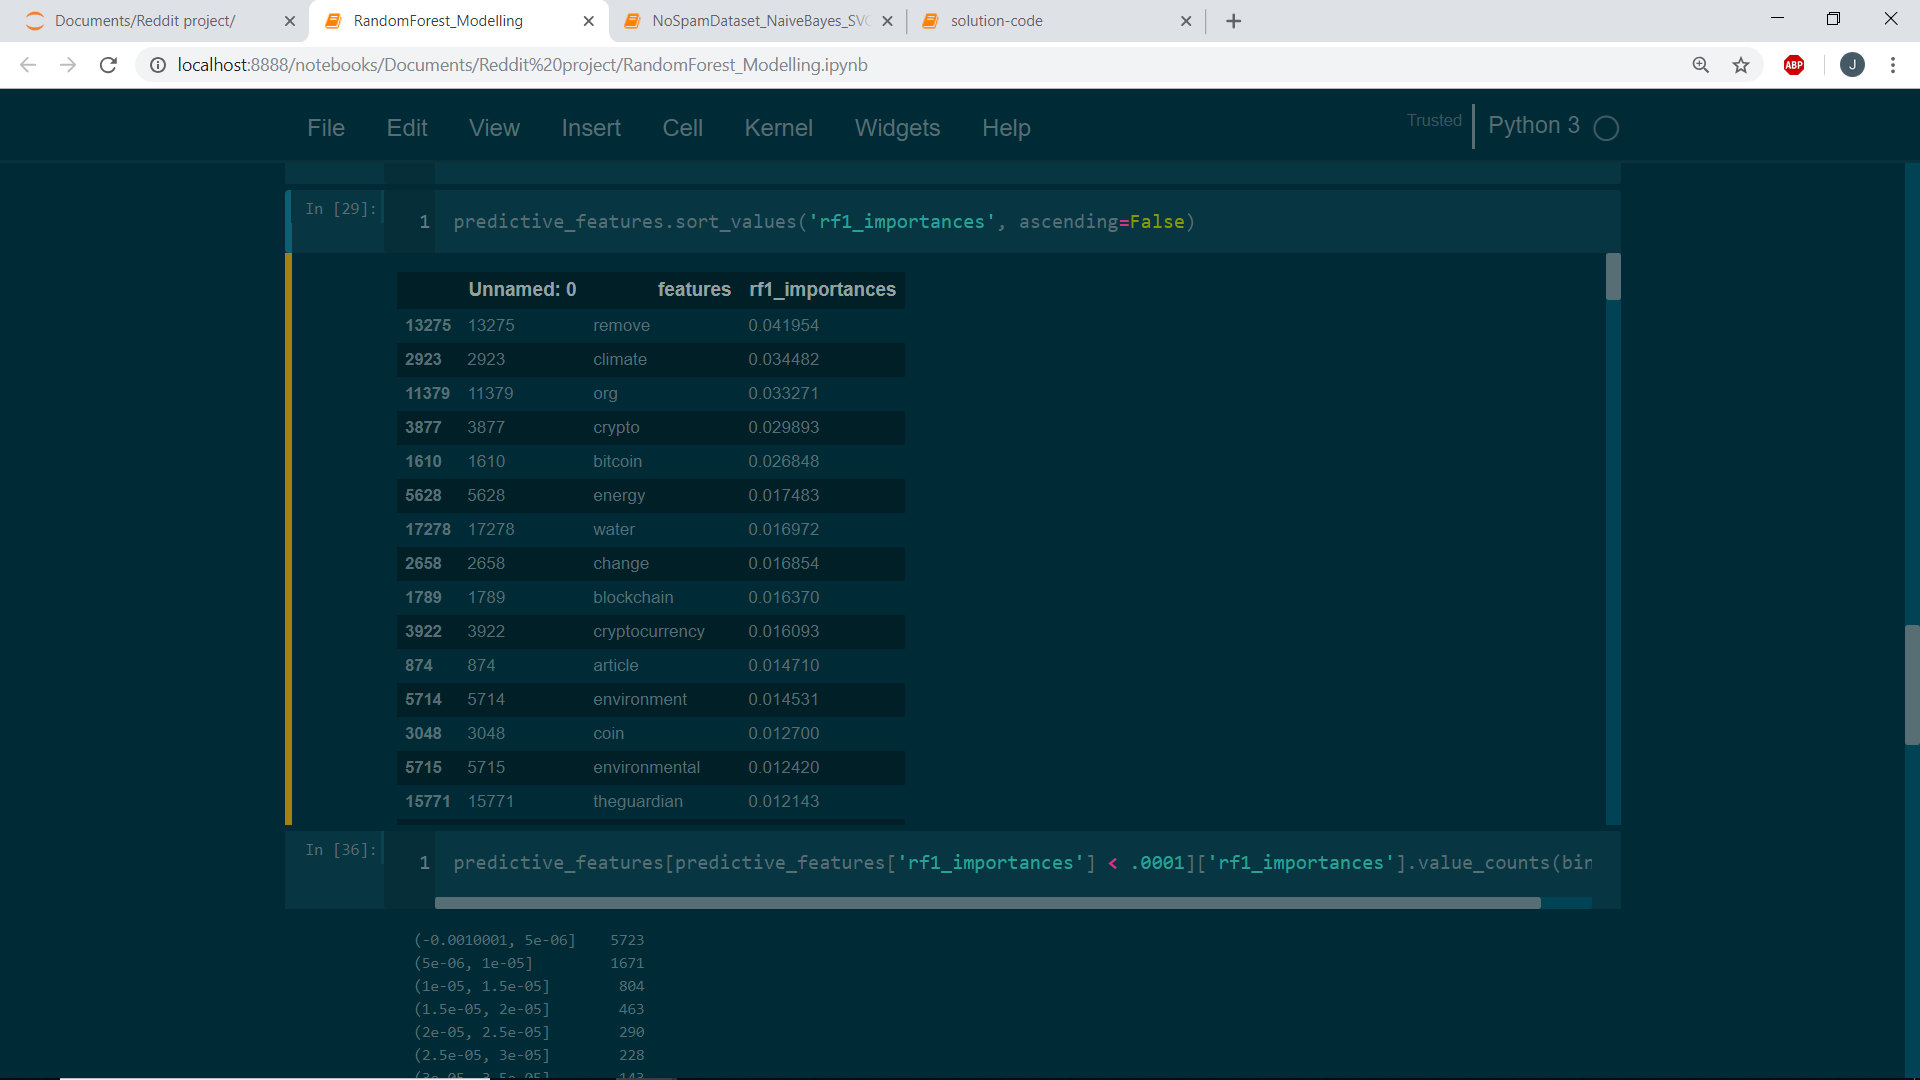 Documents/Reddit project/
RandomForest_Modelling
NoSpamDataset_NaiveBayes_SVC
solution-code
localhost:8888/notebooks/Documents/Reddit%20project/RandomForest_Modelling.ipynb
ABP
J
File Edit View Insert Cell Kernel Widgets Help
Trusted
Python 3
In [29]:
1 predictive_features.sort_values('rf1_importances', ascending=False)
Unnamed: 0 features rf1_importances
13275 13275 remove 0.041954
2923 2923 climate 0.034482
11379 11379 org 0.033271
3877 3877 crypto 0.029893
1610 1610 bitcoin 0.026848
5628 5628 energy 0.017483
17278 17278 water 0.016972
2658 2658 change 0.016854
1789 1789 blockchain 0.016370
3922 3922 cryptocurrency 0.016093
874 874 article 0.014710
5714 5714 environment 0.014531
3048 3048 coin 0.012700
5715 5715 environmental 0.012420
15771 15771 theguardian 0.012143
In [36]:
1 predictive_features[predictive_features['rf1_importances'] < .0001]['rf1_importances'].value_counts(bin
(-0.0010001, 5e-06] 5723
(5e-06, 1e-05] 1671
(1e-05, 1.5e-05] 804
(1.5e-05, 2e-05] 463
(2e-05, 2.5e-05] 290
(2.5e-05, 3e-05] 228